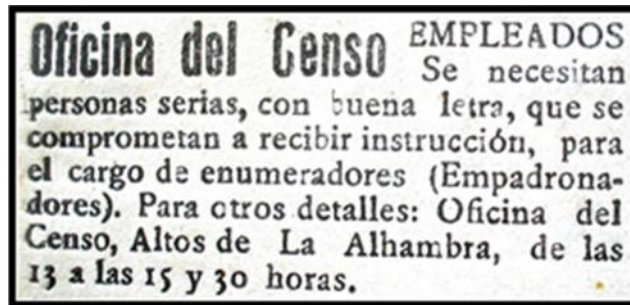 Oficina del Censo EMPLEADOS
Se necesitan
personas serias, con buena letra, que se
comprometan a recibir instrucción, para
el cargo de enumeradores (Empadrona-
dores). Para otros detalles: Oficina del
Censo, Altos de La Alhambra, de las
13 a las 15 y 30 horas.